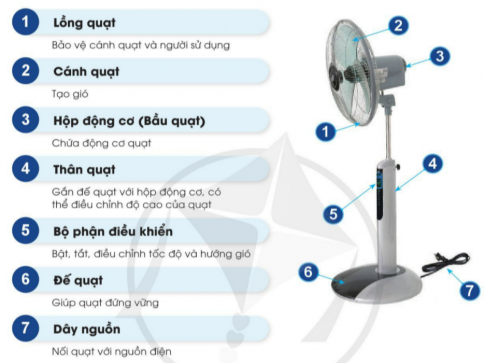 1 Lồng quạt
Bảo vệ cánh quạt và người sử dụng
2 Cánh quạt
Tạo gió
3 Hộp động cơ (Bầu quạt)
Chứa động cơ quạt
4 Thân quạt
Gắn đế quạt với hộp động cơ, có
thể điều chỉnh độ cao của quạt
5 Bộ phận điều khiển
Bật, tắt, điều chỉnh tốc độ và hướng gió
6 Đế quạt
Giúp quạt đứng vững
7 Dây nguồn
Nối quạt với nguồn điện
2
3
1
4
5
6
7